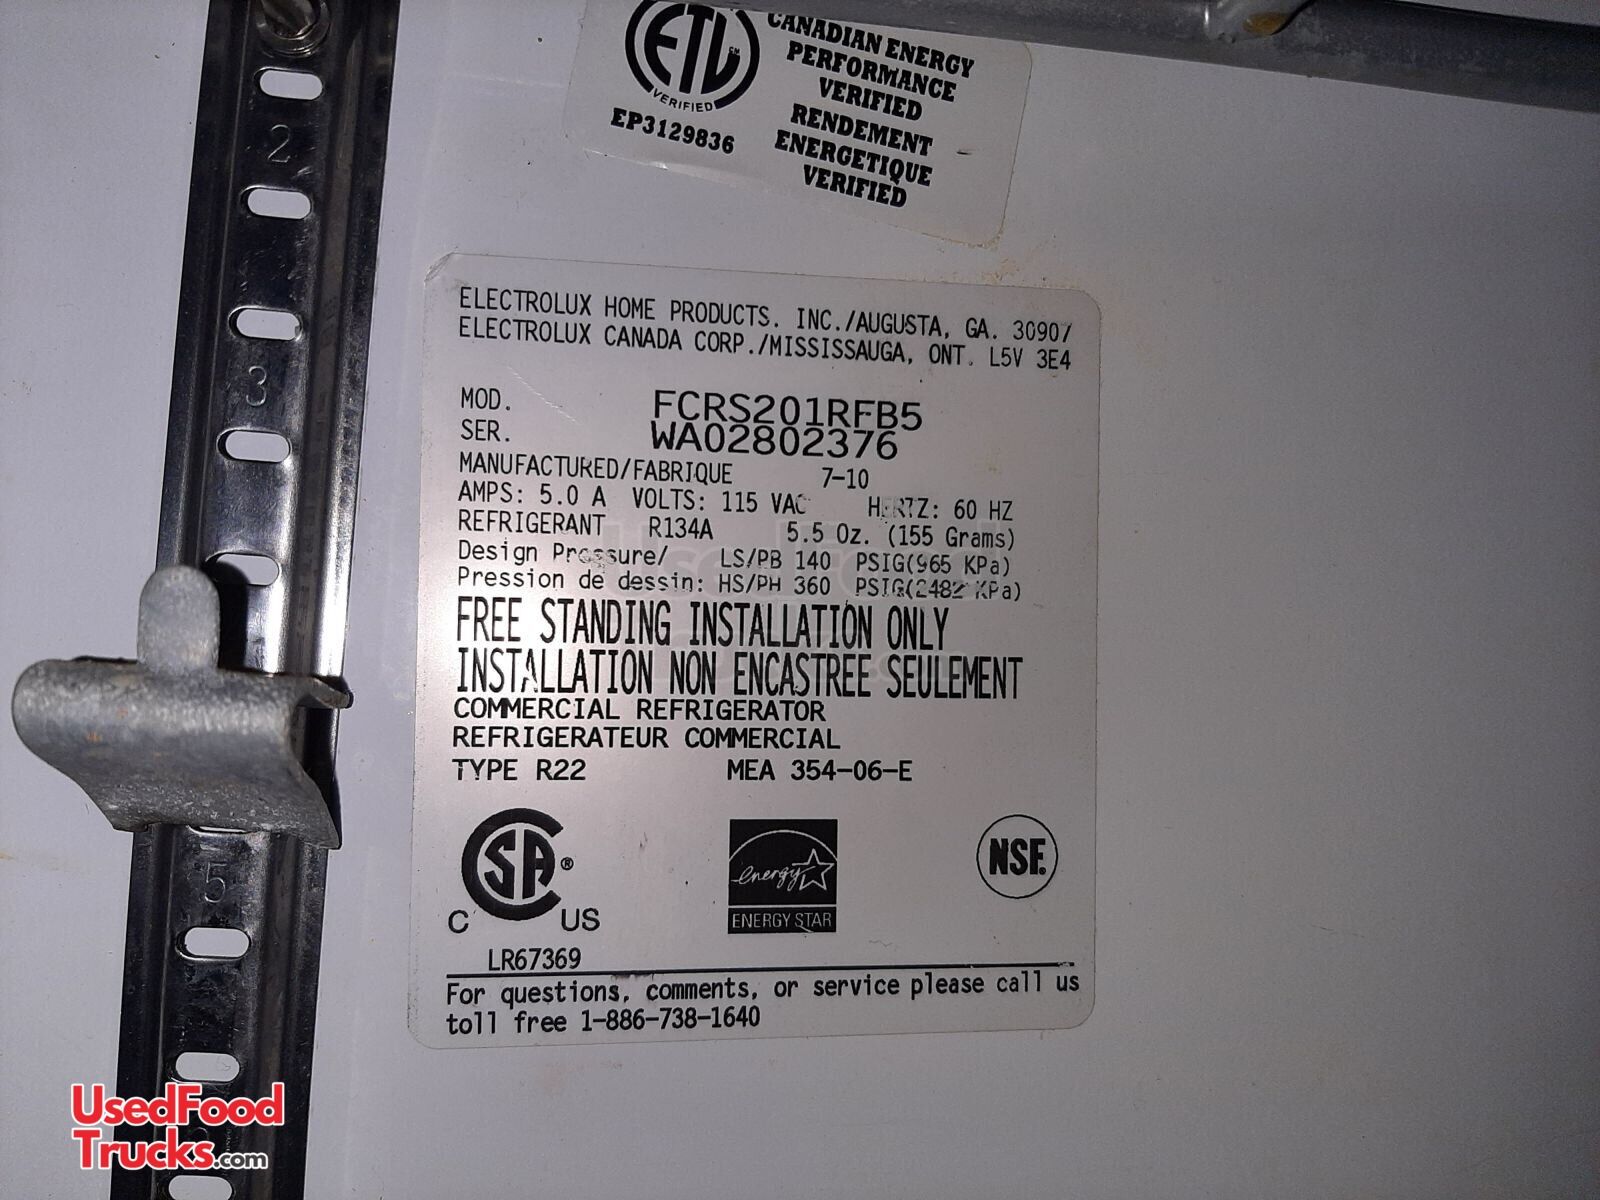 ETL
CM
VERIFIED
EP3129836
CANADIAN ENERGY
PERFORMANCE
VERIFIED
RENDEMENT
ENERGETIQUE
VERIFIED
2
3
5
ELECTROLUX HOME PRODUCTS. INC./AUGUSTA, GA. 30907
ELECTROLUX CANADA CORP./MISSISSAUGA, ONT. L5V 3E4
MOD. FCRS201RFB5
SER. WA02802376
MANUFACTURED/FABRIQUE 7-10
AMPS: 5.0 A VOLTS: 115 VAC HERTZ: 60 HZ
REFRIGERANT R134A 5.5 Oz. (155 Grams)
Design Pressure/ LS/PB 140 PSIG(965 KPa)
Pression de dessin: HS/PH 360 PSIG(2482 KPa)
FREE STANDING INSTALLATION ONLY
INSTALLATION NON ENCASTREE SEULEMENT
COMMERCIAL REFRIGERATOR
REFRIGERATEUR COMMERCIAL
TYPE R22 MEA 354-06-E
CSA®
C US
LR67369
energy
ENERGY STAR
NSF.
For questions, comments, or service please call us
toll free 1-886-738-1640
UsedFood
Trucks.com